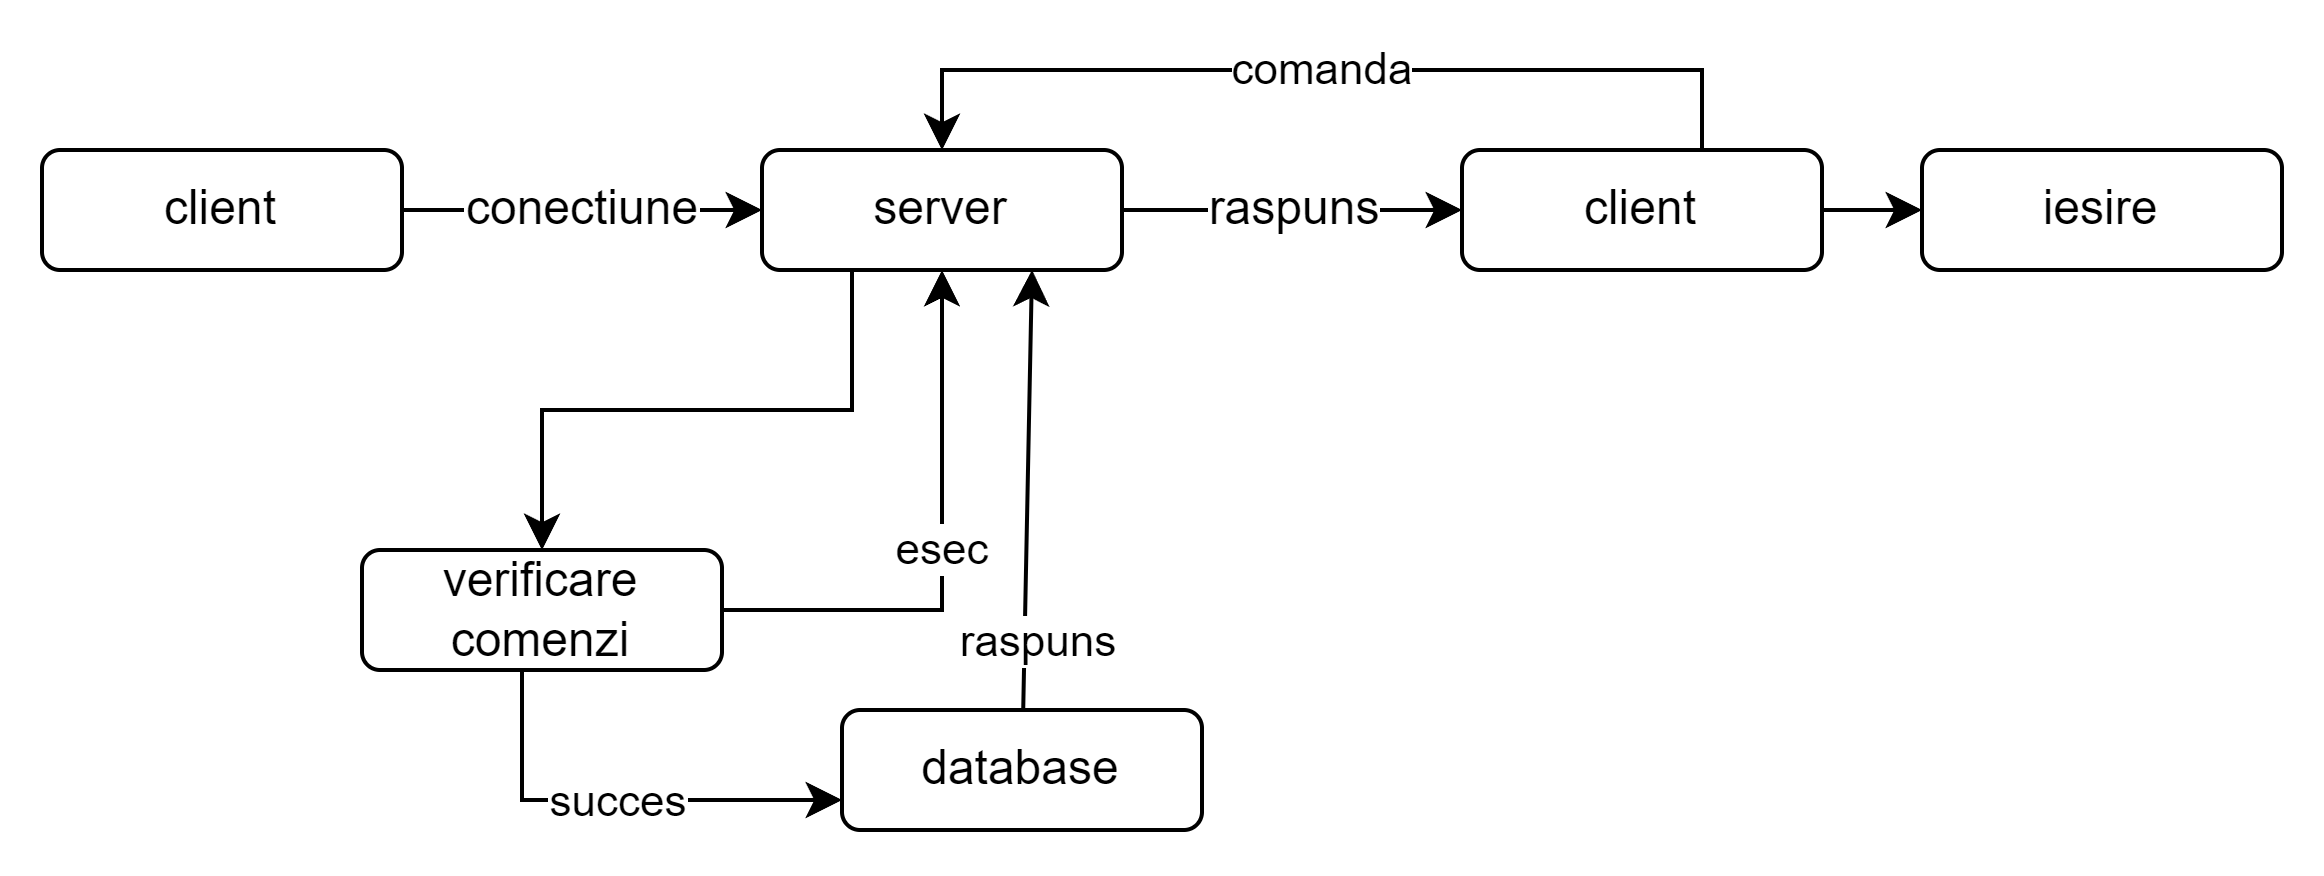 comanda
client
conectiune
server
raspuns
client
iesire
esec
verificare
comenzi
raspuns
database
succes